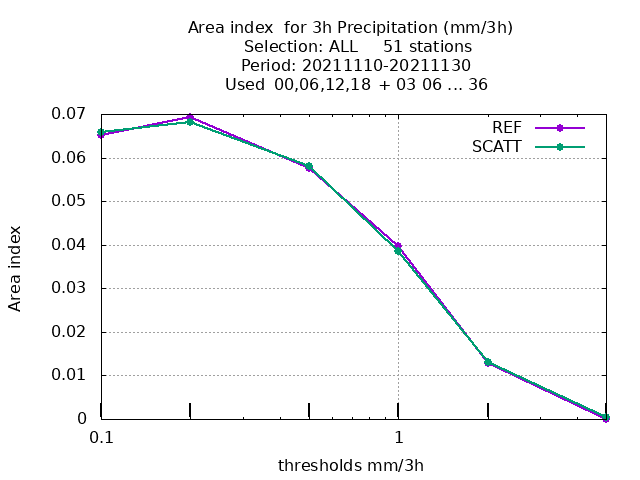 Area index  for 3h Precipitation (mm/3h)
Selection: ALL     51 stations
Period: 20211110-20211130
Used  00,06,12,18  + 03 06 ... 36
0.07
REF
SCATT
0.06
0.05
0.04
0.03
0.02
0.01
0
Area index
0.1
1
thresholds mm/3h